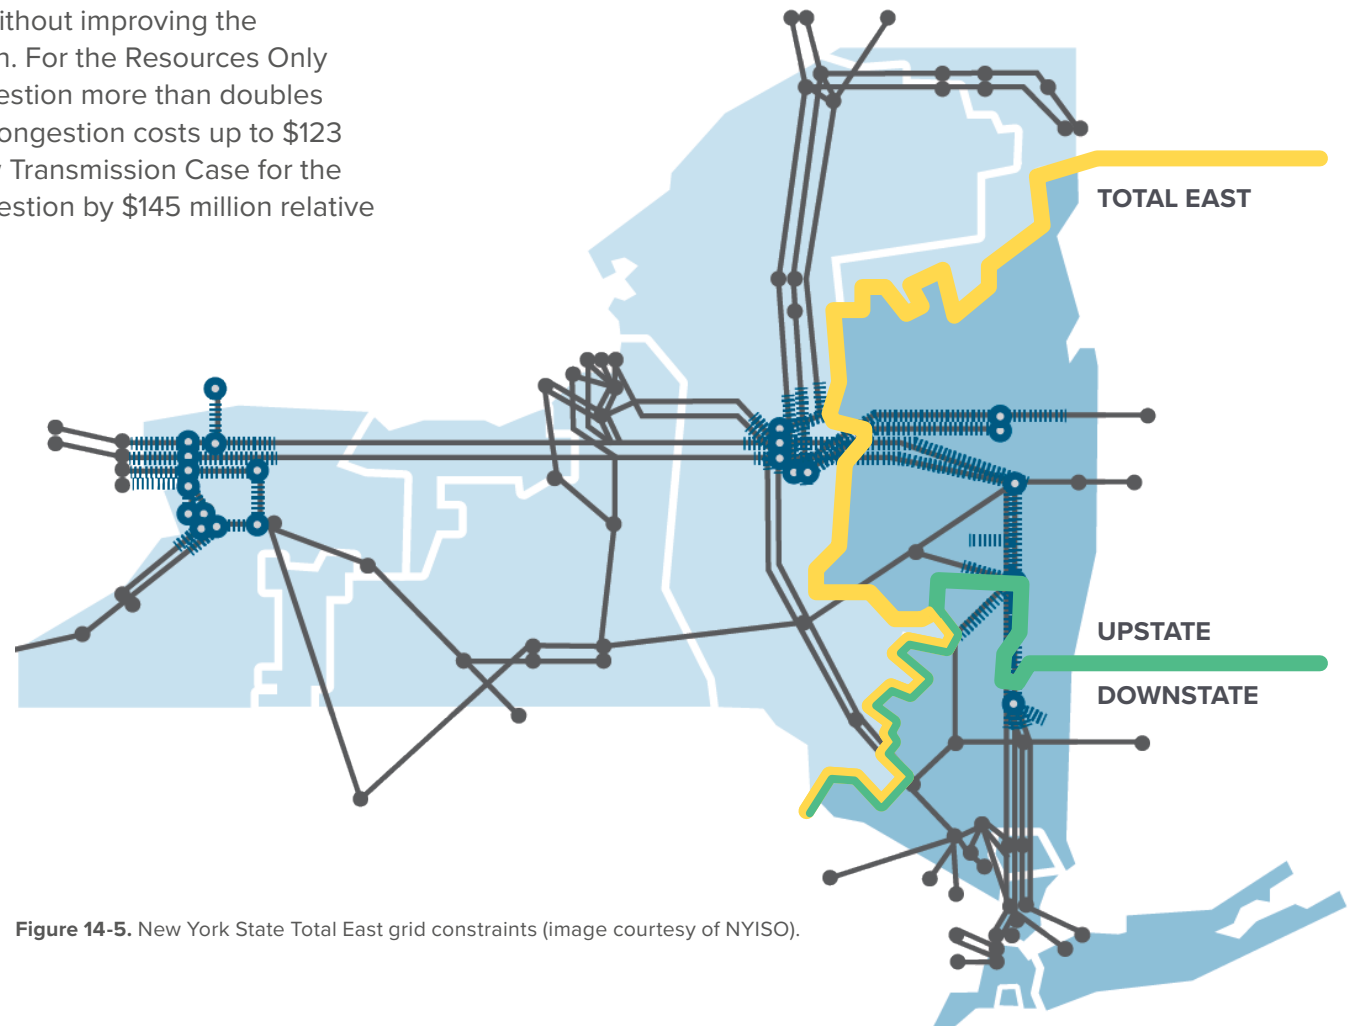 ithout improving the
n. For the Resources Only
estion more than doubles
ongestion costs up to $123
Transmission Case for the
estion by $145 million relative
TOTAL EAST
UPSTATE
DOWNSTATE
Figure 14-5. New York State Total East grid constraints (image courtesy of NYISO).